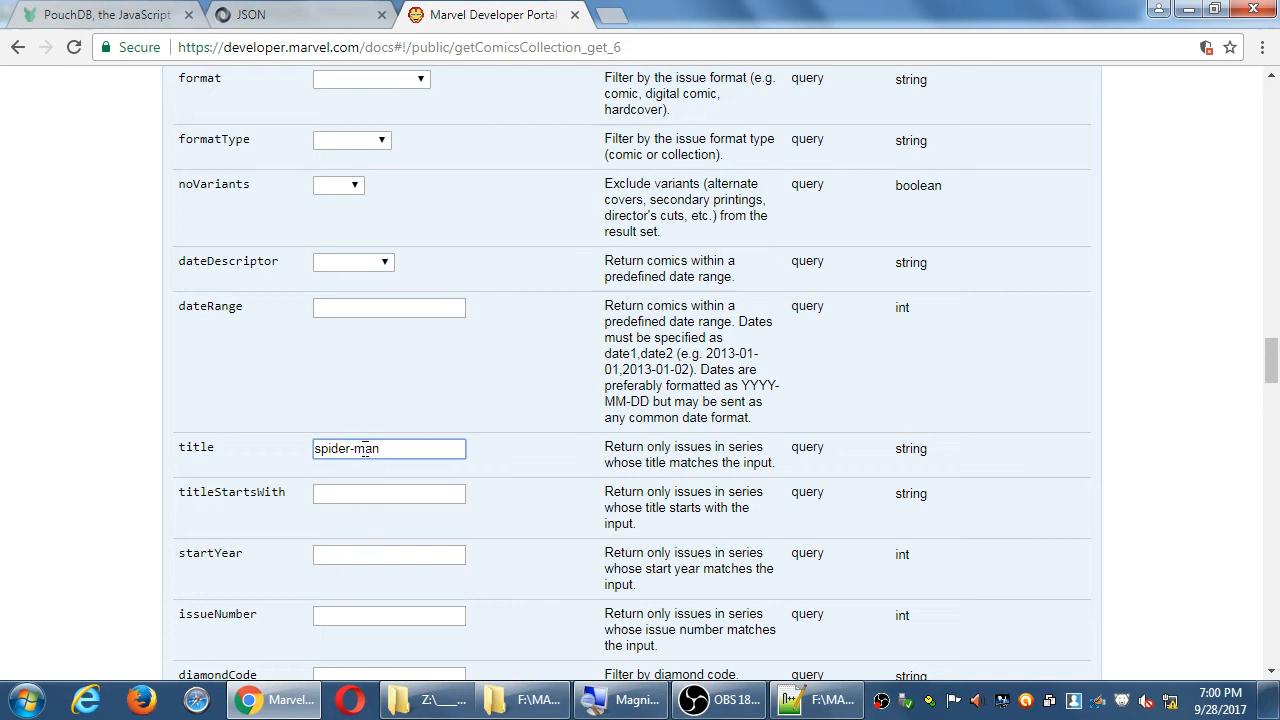 PouchDB, the JavaScript
JSON
Marvel Developer Portal
Secure https://developer.marvel.com/docs#!/public/getComicsCollection_get_6
format Filter by the issue format (e.g. query string
comic, digital comic,
hardcover).
formatType Filter by the issue format type query string
(comic or collection).
noVariants Exclude variants (alternate query boolean
covers, secondary printings,
director's cuts, etc.) from the
result set.
dateDescriptor Return comics within a query string
predefined date range.
dateRange Return comics within a query int
predefined date range. Dates
must be specified as
date1,date2 (e.g. 2013-01-
01,2013-01-02). Dates are
preferably formatted as YYYY-
MM-DD but may be sent as
any common date format.
title spider-man Return only issues in series query string
whose title matches the input.
titleStartsWith Return only issues in series query string
whose title starts with the
input.
startYear Return only issues in series query int
whose start year matches the
input.
issueNumber Return only issues in series query int
whose issue number matches
the input.
diamondCode Filter by diamond code. query string
Marvel... Z:\___... F:\MA... Magni... OBS 18... F:\MA... 7:00 PM
9/28/2017